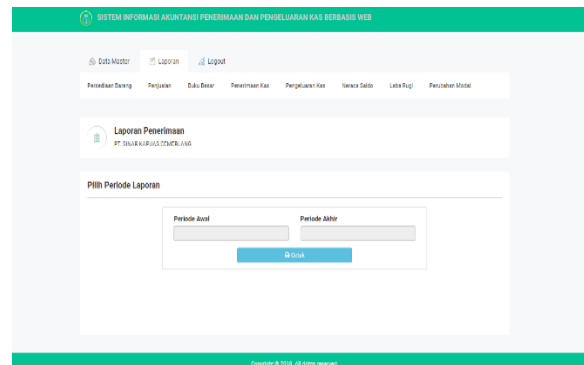 SISTEM INFORMASI AKUNTANSI PENERIMAAN DAN PENGELUARAN KAS BERBASIS WEB
Data Master Laporan Logout
Persediaan Barang Penjualan Buku Besar Penerimaan Kas Pengeluaran Kas Neraca Saldo Laba Rugi Perubahan Modal
Laporan Penerimaan
PT. SINAR KAPUAS CEMERLANG
Pilih Periode Laporan
Periode Awal Periode Akhir
Cetak
Copyright © 2018. All rights reserved.